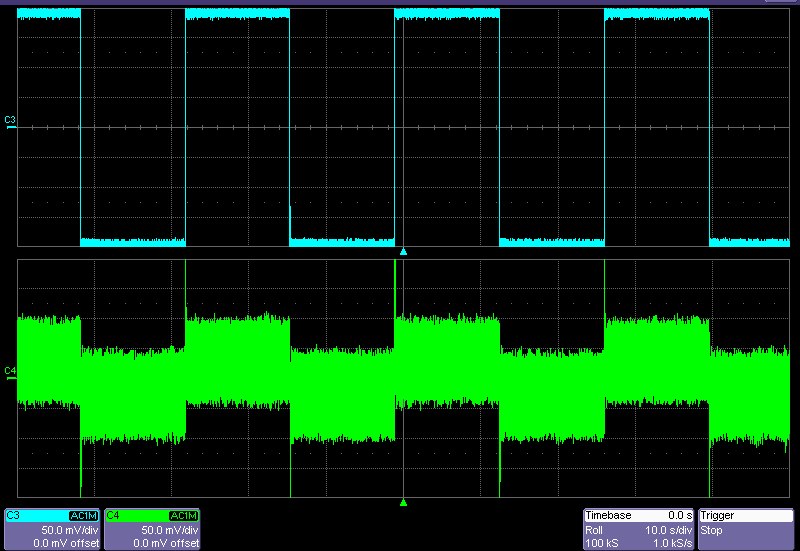 C3
C4
C3 AC1M
50.0 mV/div
0.0 mV offset
C4 AC1M
50.0 mV/div
0.0 mV offset
Timebase 0.0 s
Roll 10.0 s/div
100 kS 1.0 kS/s
Trigger
Stop